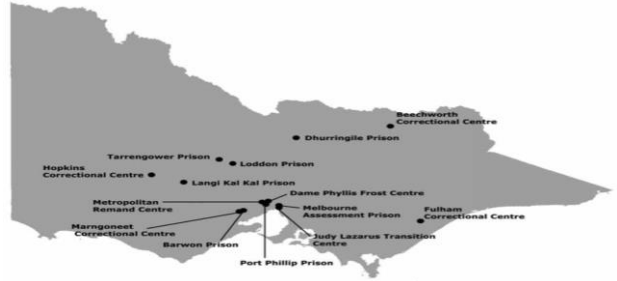 Beechworth
Correctional Centre
Dhurringile Prison
Tarrengower Prison
Loddon Prison
Hopkins
Correctional Centre
Langi Kal Kal Prison
Dame Phyllis Frost Centre
Metropolitan
Remand Centre
Melbourne
Assessment Prison
Fulham
Correctional Centre
Marngoneet
Correctional Centre
Judy Lazarus Transition
Centre
Barwon Prison
Port Phillip Prison